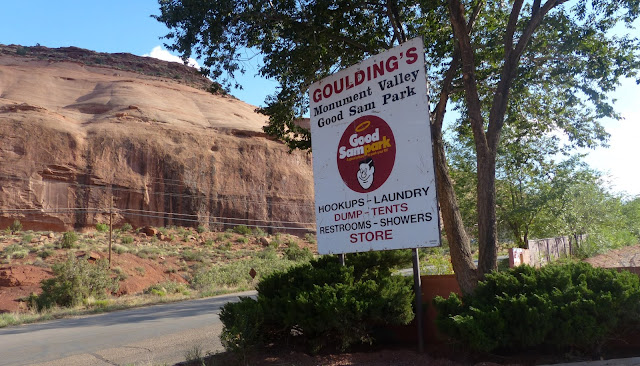 GOULDING'S
Monument Valley
Good Sam Park
Good
Sampark
HOOKUPS - LAUNDRY
DUMP - TENTS
RESTROOMS - SHOWERS
STORE